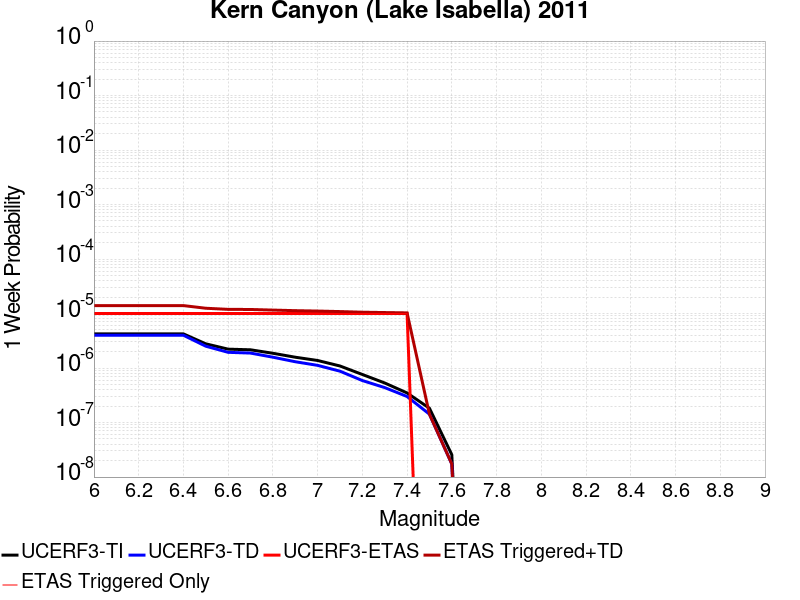 Kern Canyon (Lake Isabella) 2011
10^0
10^-1
10^-2
10^-3
10^-4
10^-5
10^-6
10^-7
10^-8
1 Week Probability
6 6.2 6.4 6.6 6.8 7 7.2 7.4 7.6 7.8 8 8.2 8.4 8.6 8.8 9
Magnitude
UCERF3-TI UCERF3-TD UCERF3-ETAS ETAS Triggered+TD
ETAS Triggered Only